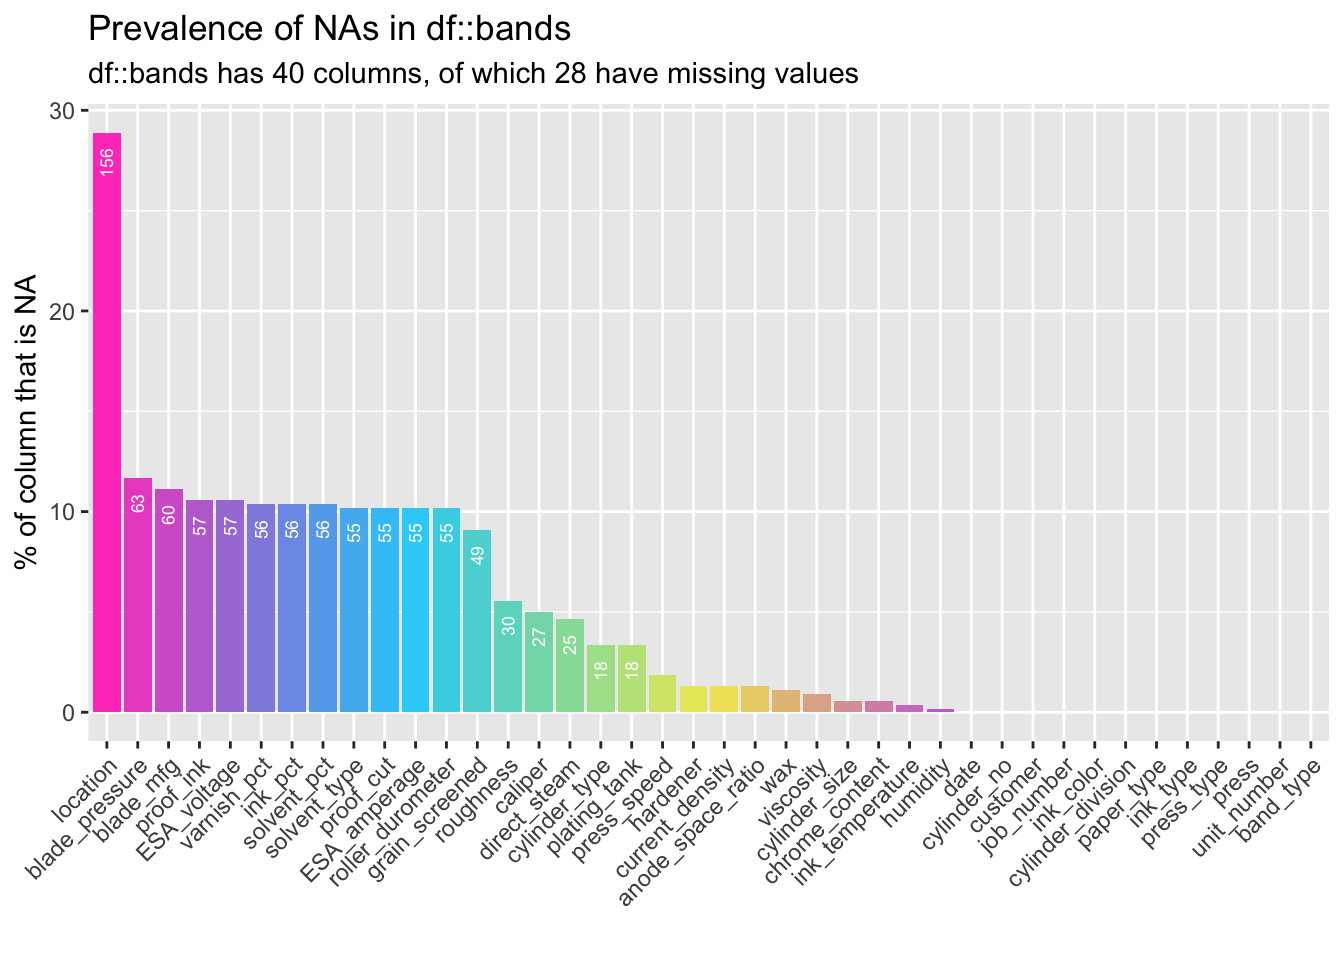 Prevalence of NAs in df::bands
df::bands has 40 columns, of which 28 have missing values
% of column that is NA
30
20
10
0
156
63
60
57
57
56
56
56
55
55
55
55
49
30
27
25
18
18
location
blade_pressure
blade_mfg
proof_ink
ESA_voltage
varnish_pct
ink_pct
solvent_pct
solvent_type
proof_cut
ESA_amperage
roller_durometer
grain_screened
roughness
caliper
direct_steam
cylinder_type
plating_tank
press_speed
hardener
current_density
anode_space_ratio
wax
viscosity
cylinder_size
chrome_content
ink_temperature
humidity
date
cylinder_no
customer
job_number
ink_color
cylinder_division
paper_type
ink_type
press_type
press
unit_number
band_type